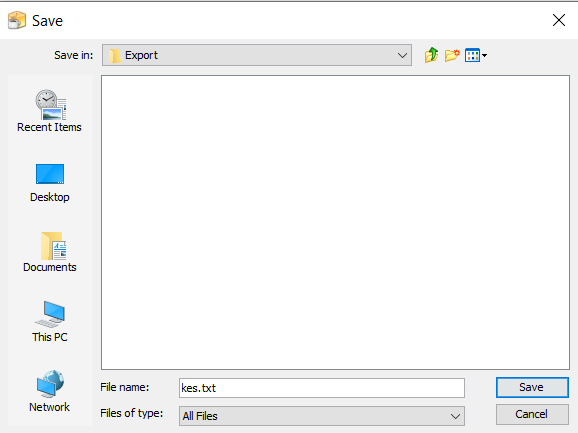 Save
Save in: Export
Recent Items
Desktop
Documents
This PC
Network
File name: kes.txt Save
Files of type: All Files Cancel